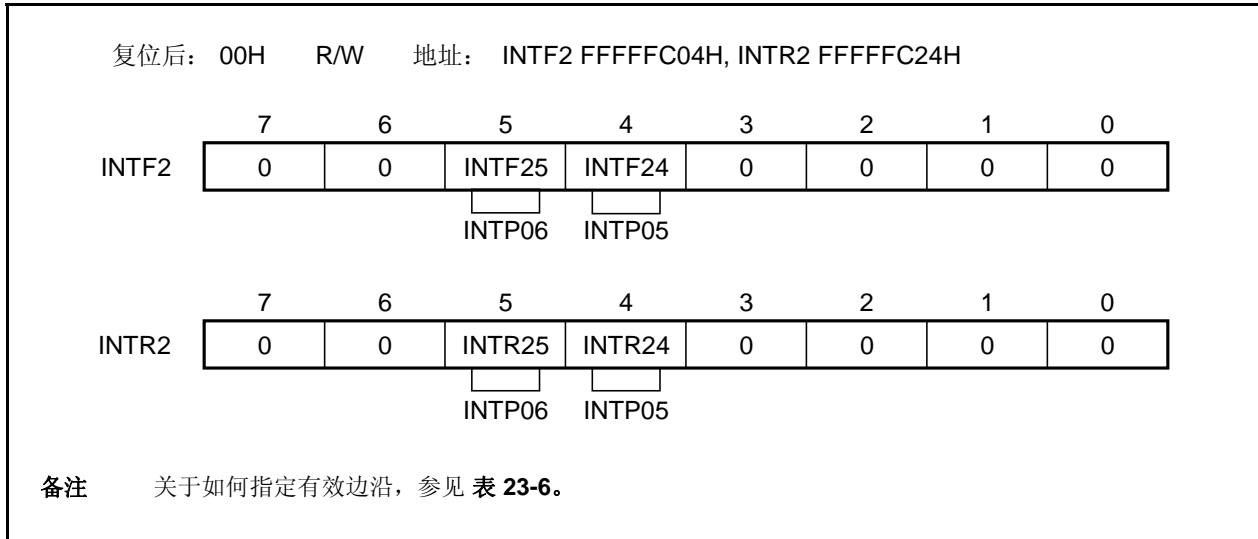 复位后： 00H R/W 地址： INTF2 FFFFFC04H, INTR2 FFFFFC24H
7 6 5 4 3 2 1 0
INTF2 0 0 INTF25 INTF24 0 0 0 0
INTP06 INTP05
7 6 5 4 3 2 1 0
INTR2 0 0 INTR25 INTR24 0 0 0 0
INTP06 INTP05
备注 关于如何指定有效边沿，参见 表 23-6。